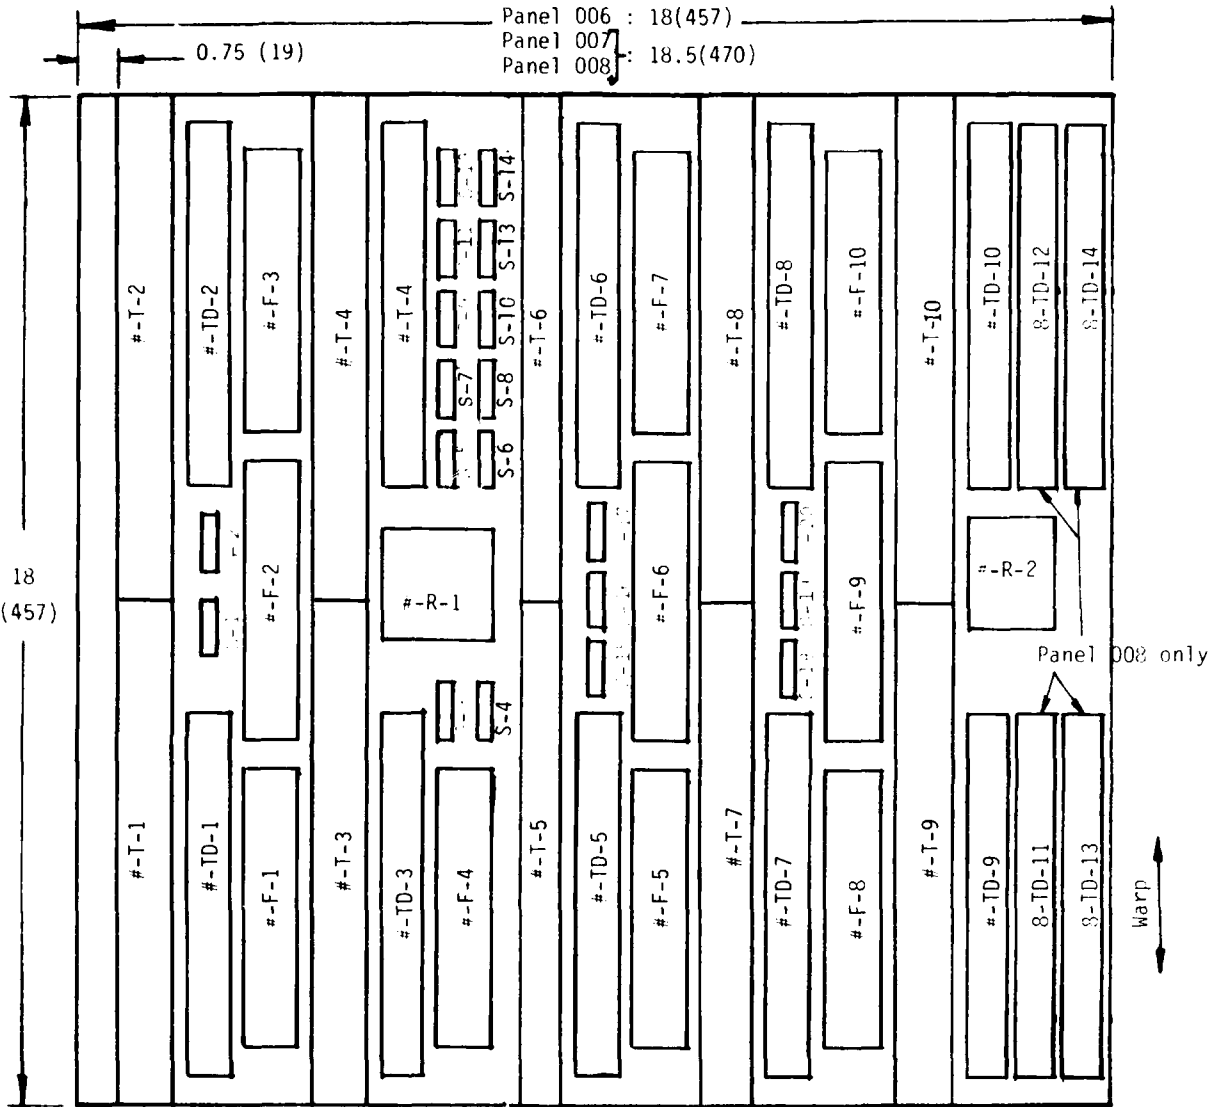 Panel 006 : 18(457)
Panel 007
Panel 008
: 18.5(470)
0.75 (19)
18
(457)
#-T-2
#-TD-2
#-F-3
#-T-4
#-T-4
S-14
S-13
S-10
S-7
S-8
S-6
#-T-6
#-TD-6
#-F-7
#-T-8
#-TD-8
#-F-10
#-T-10
#-TD-10
8-TD-12
8-TD-14
#-F-2
#-R-1
#-F-6
#-F-9
#-R-2
Panel 008 only
S-4
#-T-1
#-TD-1
#-F-1
#-T-3
#-TD-3
#-F-4
#-T-5
#-TD-5
#-F-5
#-T-7
#-TD-7
#-F-8
#-T-9
#-TD-9
8-TD-11
8-TD-13
Warp